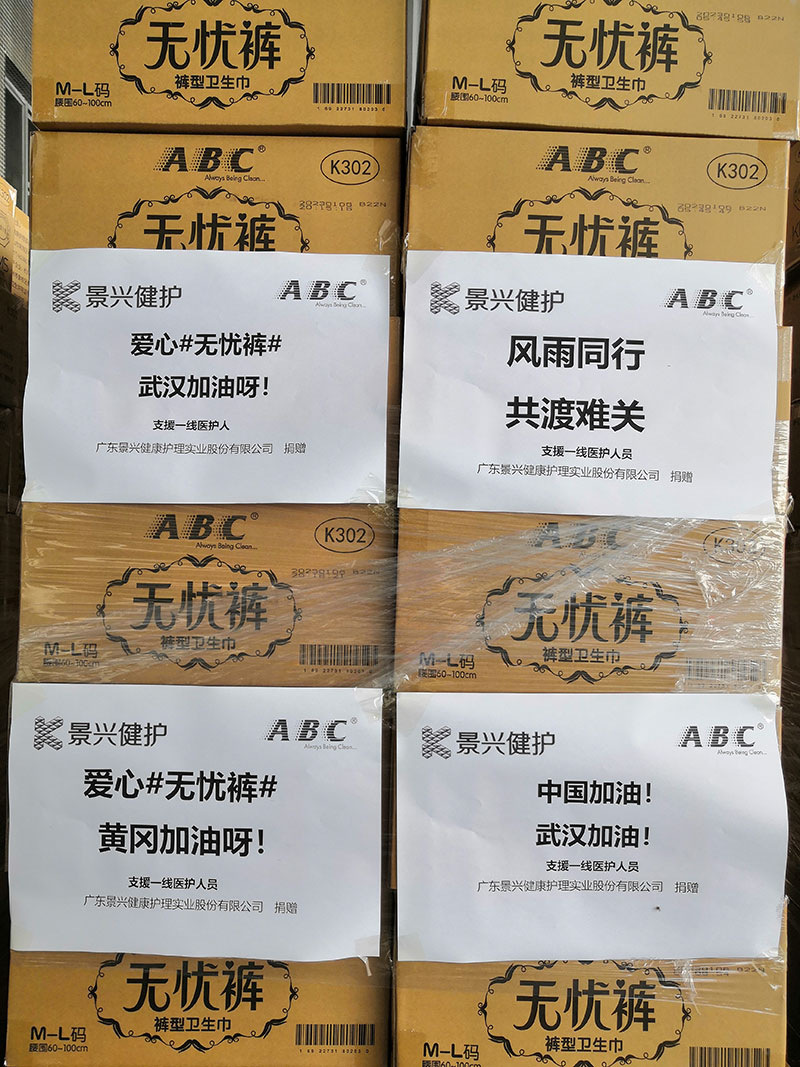 无忧裤
裤型卫生巾
M-L码
腰围60~100cm
无忧裤
裤型卫生巾
M-L码
腰围60~100cm
ABC®
Always Being Clean...
K302
无忧裤
ABC®
Always Being Clean...
K302
无忧裤
景兴健护
ABC®
Always Being Clean...
爱心#无忧裤#
武汉加油呀!
支援一线医护人
广东景兴健康护理实业股份有限公司 捐赠
景兴健护
ABC®
Always Being Clean...
风雨同行
共渡难关
支援一线医护人员
广东景兴健康护理实业股份有限公司 捐赠
ABC®
Always Being Clean...
K302
无忧裤
裤型卫生巾
M-L码
腰围60~100cm
ABC
K302
无忧裤
裤型卫生巾
M-L码
腰围60~100cm
景兴健护
ABC®
Always Being Clean...
爱心#无忧裤#
黄冈加油呀!
支援一线医护人员
广东景兴健康护理实业股份有限公司 捐赠
景兴健护
ABC®
Always Being Clean...
中国加油!
武汉加油!
支援一线医护人员
广东景兴健康护理实业股份有限公司 捐赠
无忧裤
裤型卫生巾
M-L码
腰围60~100cm
无忧裤
裤型卫生巾
M-L码
腰围60~100cm